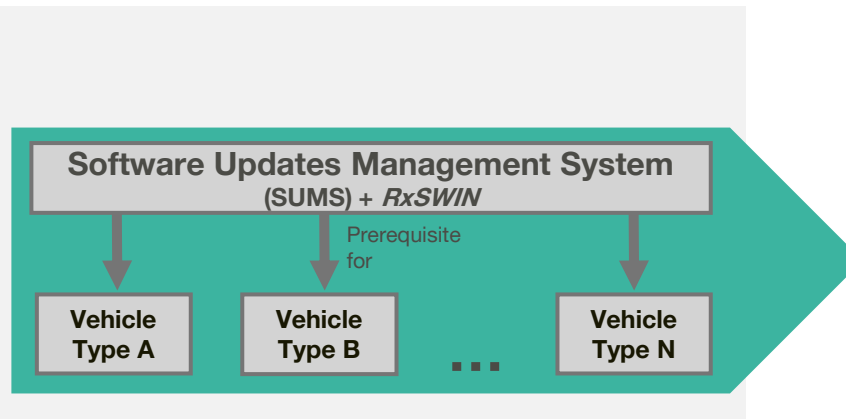 Software Updates Management System
(SUMS) + RxSWIN
Prerequisite
for
Vehicle
Type A
Vehicle
Type B
...
Vehicle
Type N